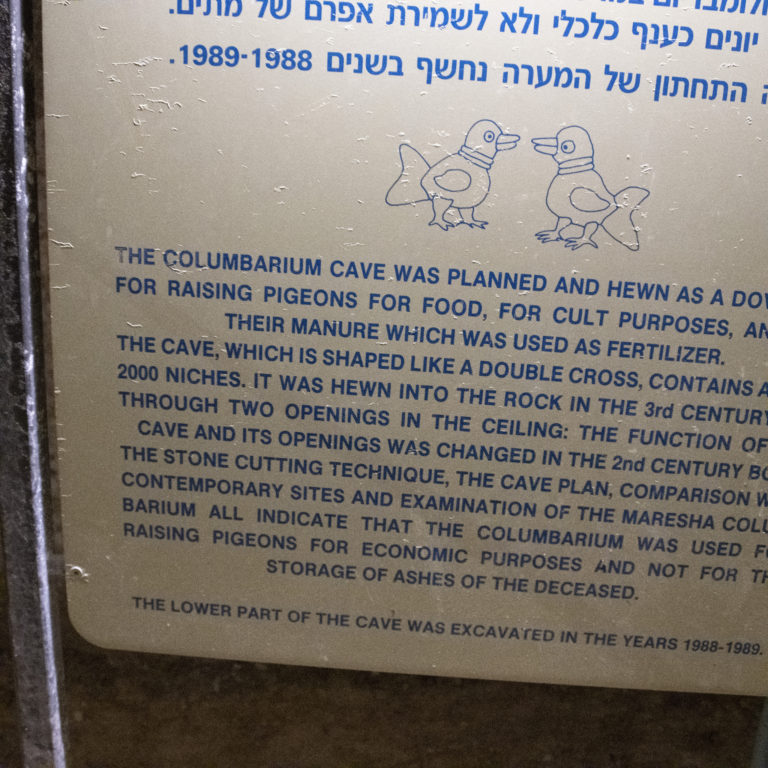 יונים כענף כלכלי ולא לשמירת אפרם של מתים.
התחתון של המערה נחשף בשנים 1989-1988.
THE COLUMBARIUM CAVE WAS PLANNED AND HEWN AS A
FOR RAISING PIGEONS FOR FOOD, FOR CULT PURPOSES,
THEIR MANURE WHICH WAS USED AS FERTILIZER.
THE CAVE, WHICH IS SHAPED LIKE A DOUBLE CROSS, CONTAINS
2000 NICHES. IT WAS HEWN INTO THE ROCK IN THE 3rd CENTURY
THROUGH TWO OPENINGS IN THE CEILING: THE FUNCTION OF
CAVE AND ITS OPENINGS WAS CHANGED IN THE 2nd CENTURY
THE STONE CUTTING TECHNIQUE, THE CAVE PLAN, COMPARISON
CONTEMPORARY SITES AND EXAMINATION OF THE MARESHA COLU
BARIUM ALL INDICATE THAT THE COLUMBARIUM WAS USED
RAISING PIGEONS FOR ECONOMIC PURPOSES AND NOT FOR
STORAGE OF ASHES OF THE DECEASED.
THE LOWER PART OF THE CAVE WAS EXCAVATED IN THE YEARS 1988-1989.